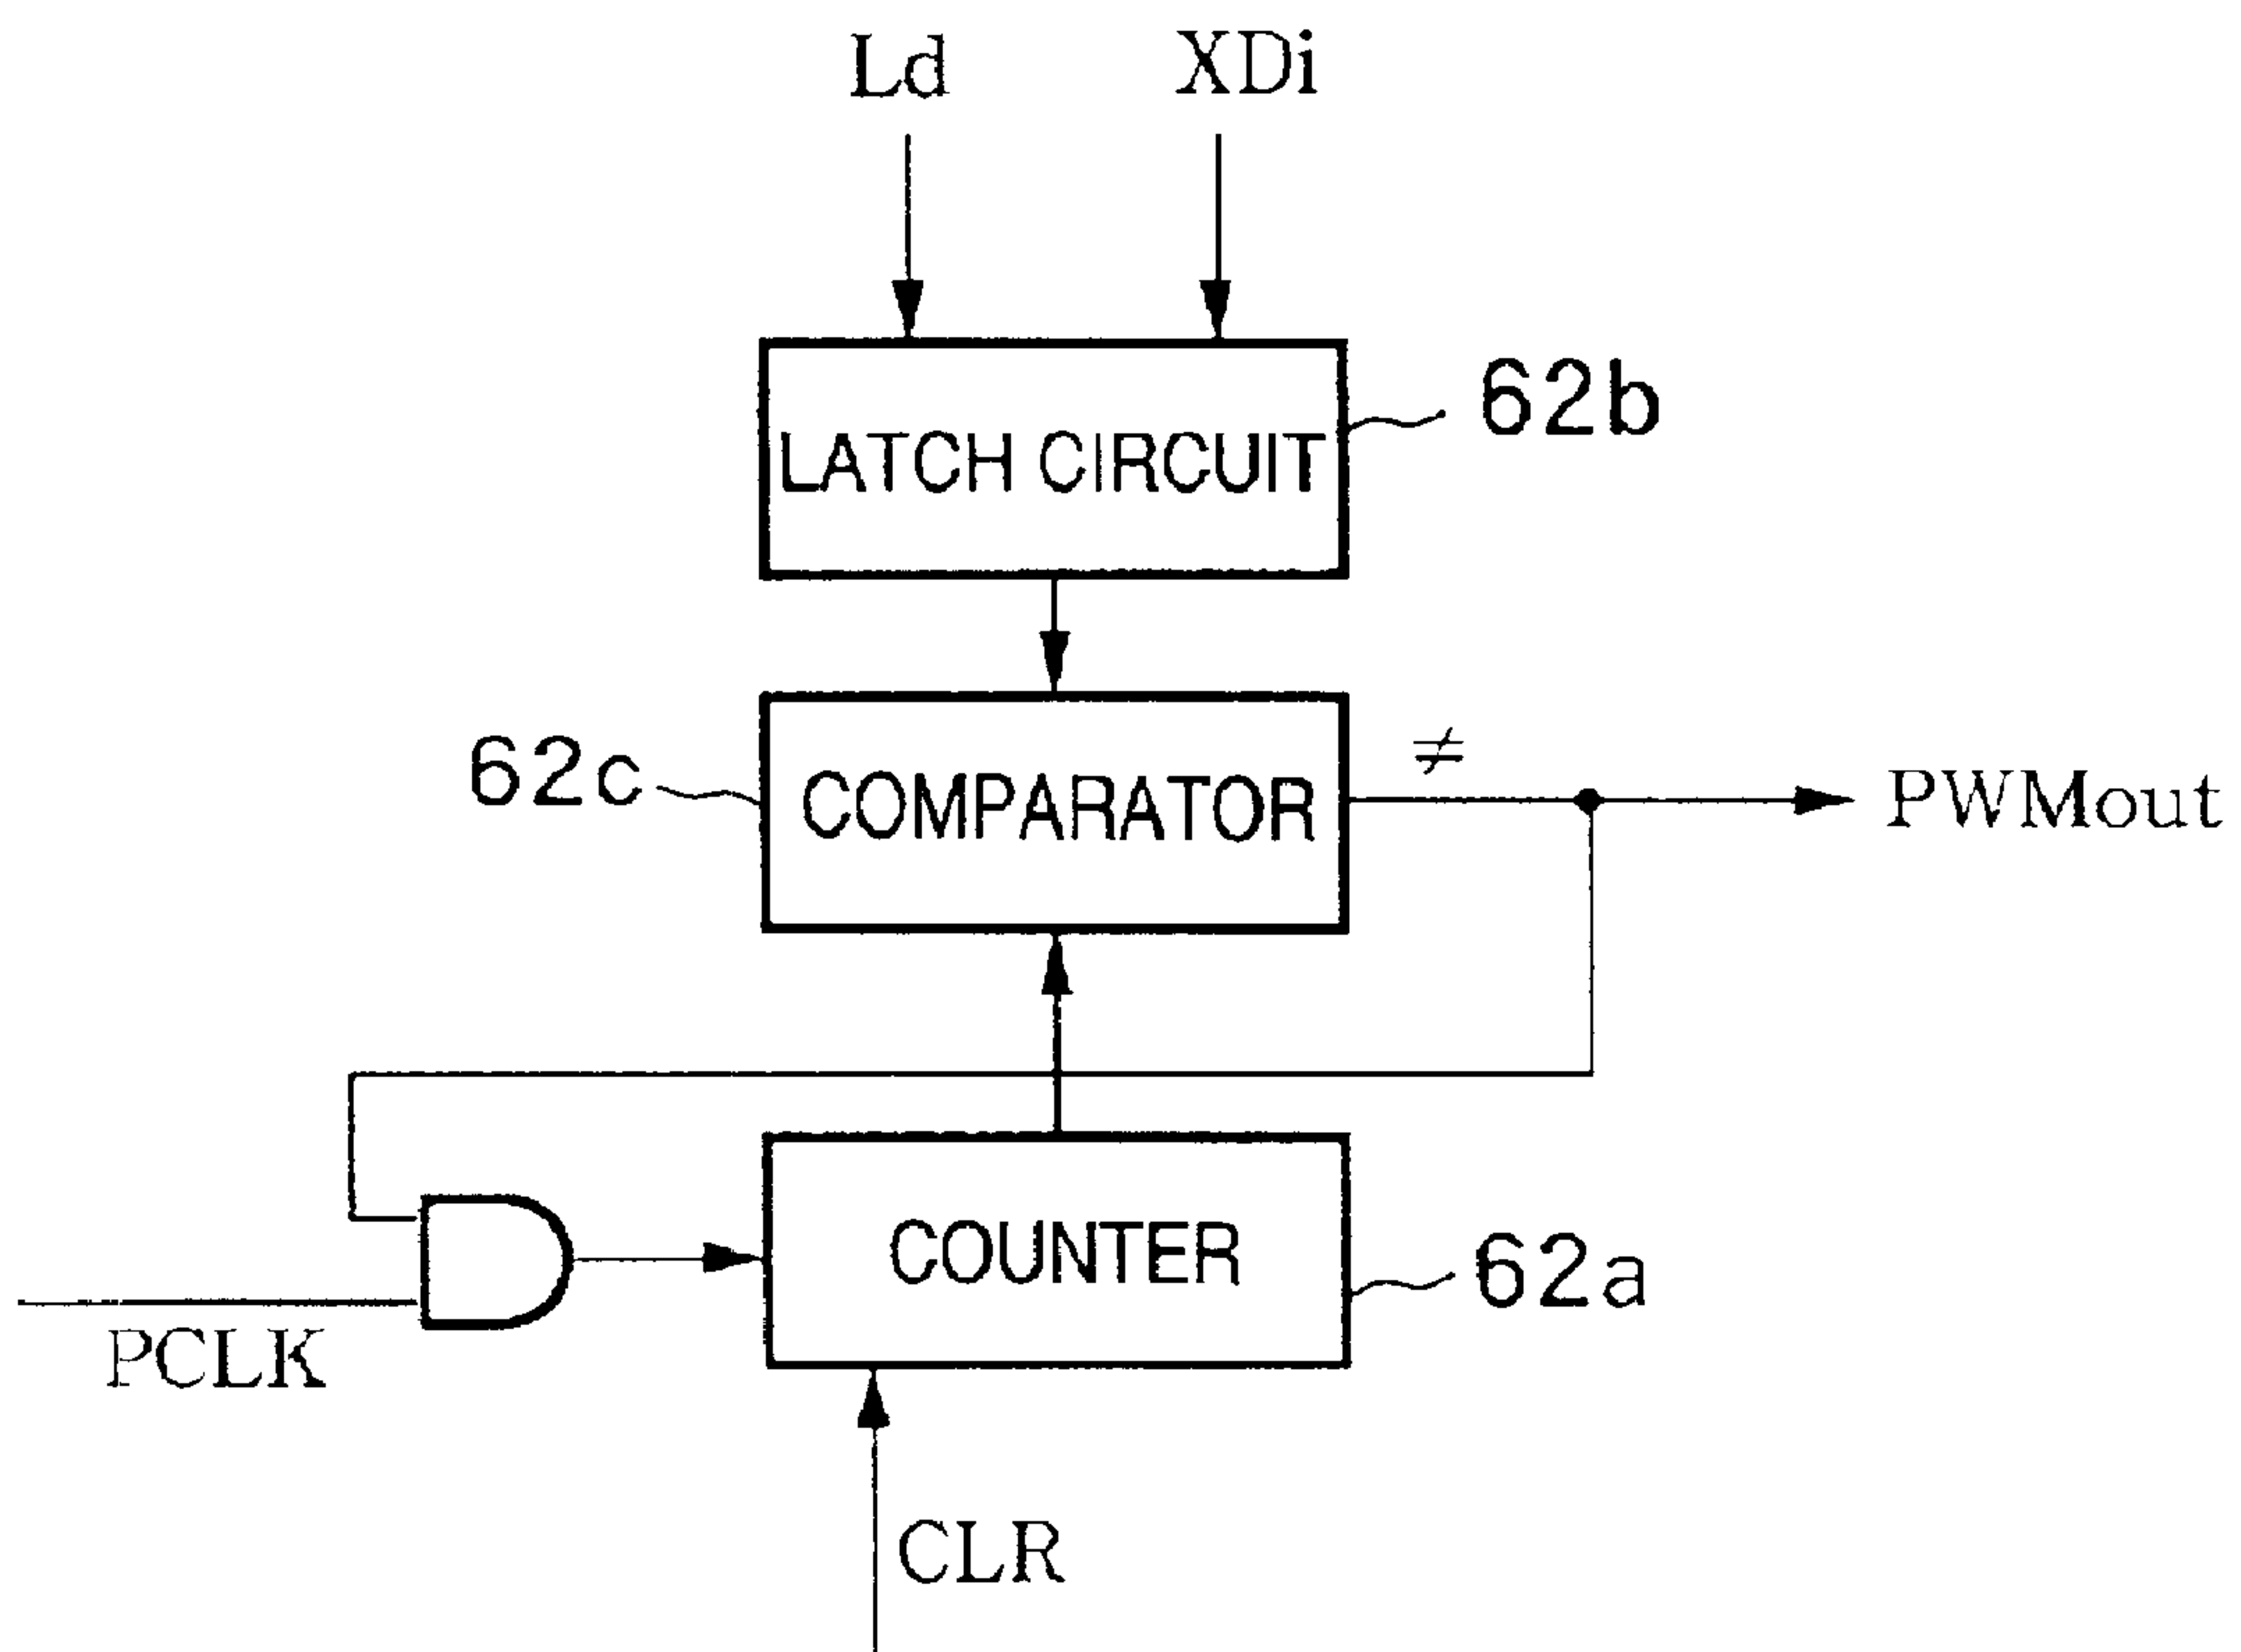 Ld
XDi
62b
LATCH CIRCUIT
62c
COMPARATOR
≠
PWMout
COUNTER
62a
PCLK
CLR